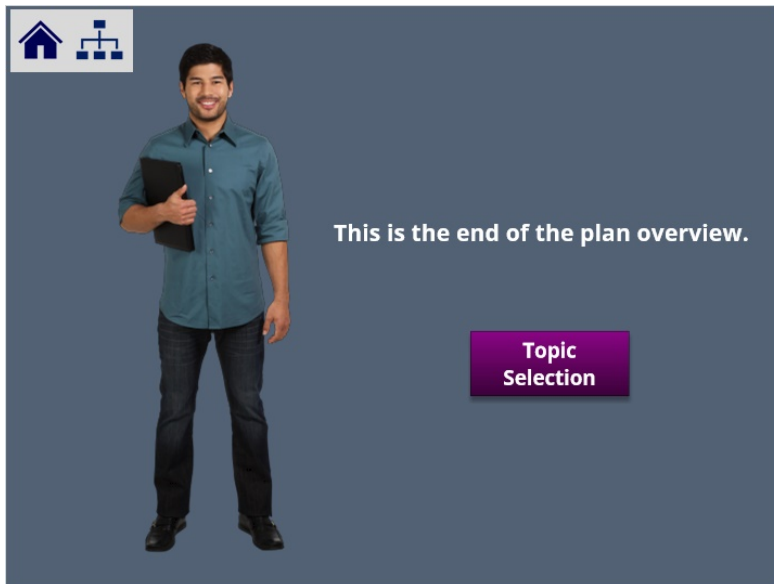 This is the end of the plan overview.
Topic
Selection